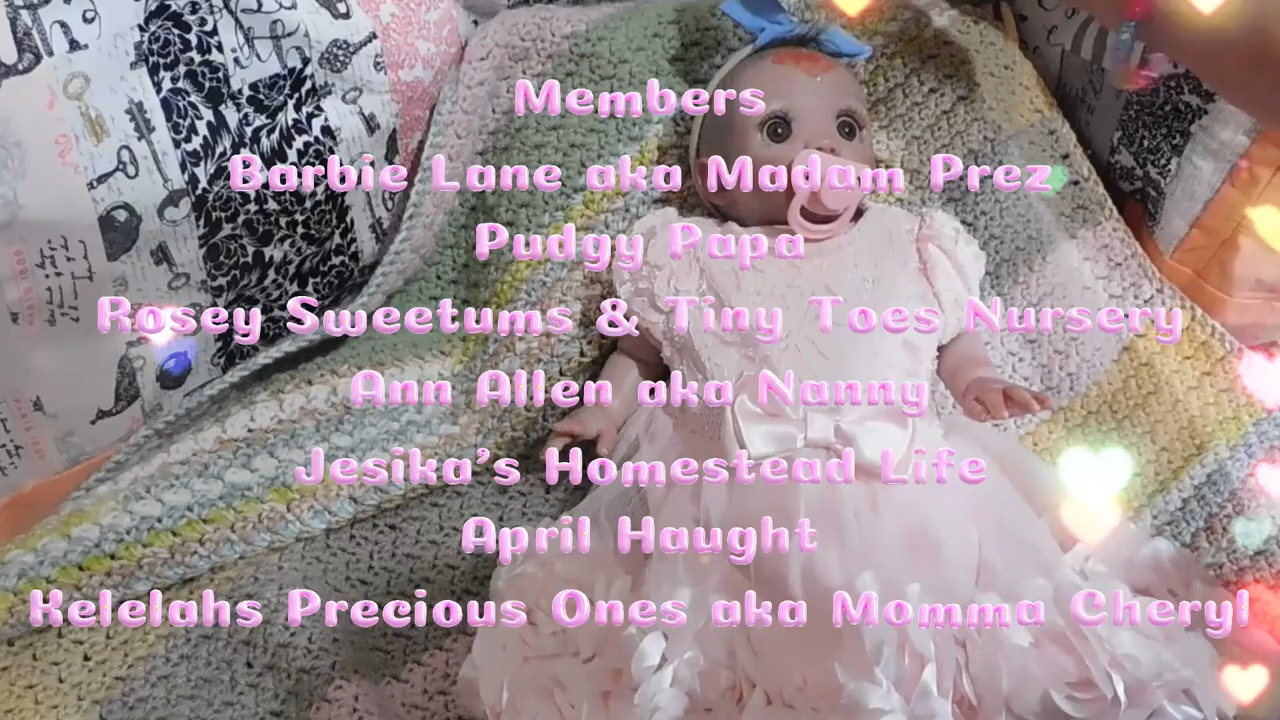 Members
Barbie Lane aka Madam Prez
Pudgy Papa
Rosey Sweetums & Tiny Toes Nursery
Ann Allen aka Nanny
Jesika's Homestead Life
April Haught
Kelelahs Precious Ones aka Momma Cheryl